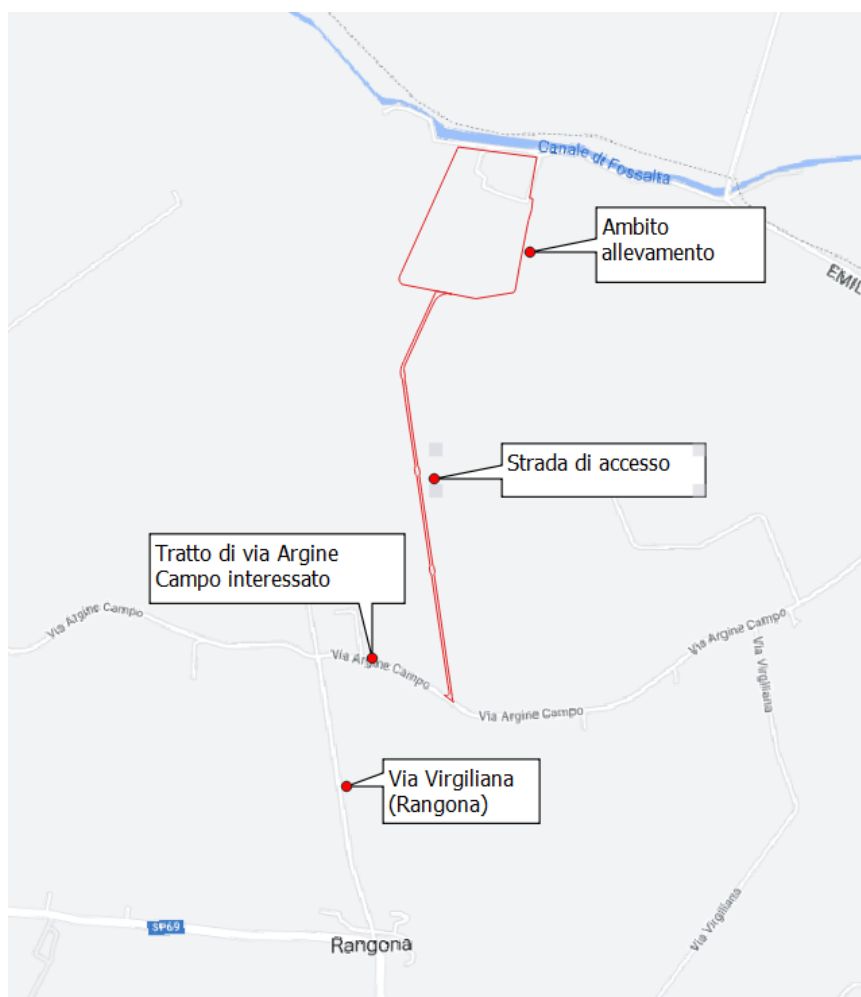 Canale di Fossalta
Ambito
allevamento
EMIL
Strada di accesso
Tratto di via Argine
Campo interessato
Via Argine Campo
Via Argine Campo
Via Argine Campo
Via Argine Campo
Via Virgiliana
Via Virgiliana
(Rangona)
Via Virgiliana
SP69
Rangona